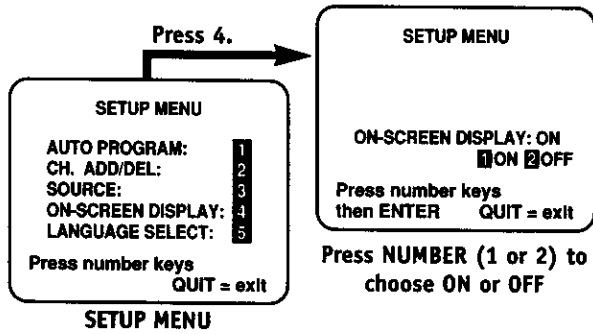 Press 4.
SETUP MENU
AUTO PROGRAM: 1
CH. ADD/DEL: 2
SOURCE: 3
ON-SCREEN DISPLAY: 4
LANGUAGE SELECT: 5
Press number keys
QUIT = exit
SETUP MENU
SETUP MENU
ON-SCREEN DISPLAY: ON
1 ON 2 OFF
Press number keys
then ENTER QUIT = exit
Press NUMBER (1 or 2) to
choose ON or OFF